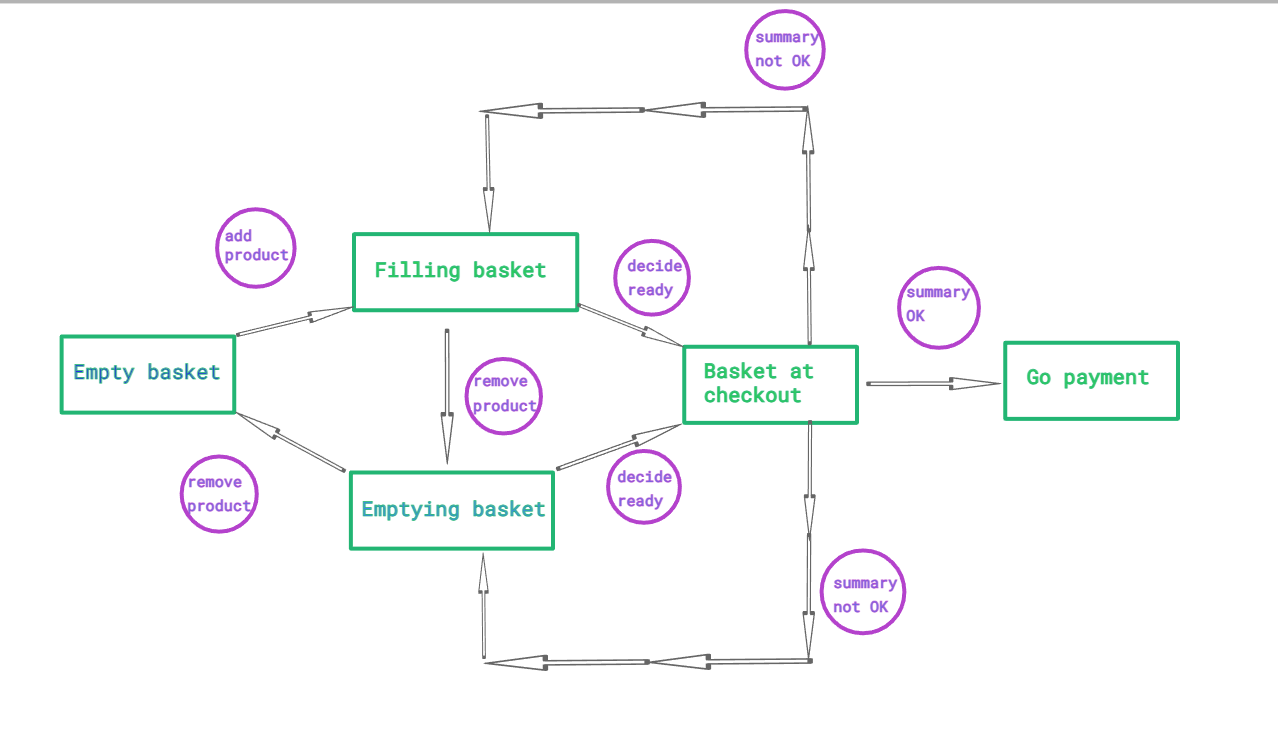 summary
not OK
add
product
Filling basket
decide
ready
summary
OK
Empty basket
remove
product
Basket at
checkout
Go payment
remove
product
Emptying basket
decide
ready
summary
not OK